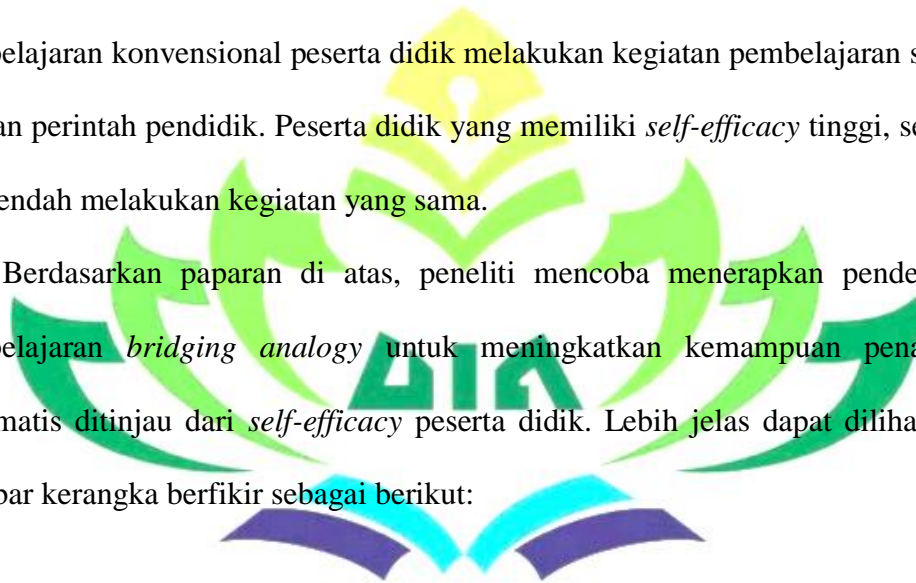 pelajaran konvensional peserta didik melakukan kegiatan pembelajaran s
an perintah pendidik. Peserta didik yang memiliki self-efficacy tinggi, se
endah melakukan kegiatan yang sama.
Berdasarkan paparan di atas, peneliti mencoba menerapkan pende
pelajaran bridging analogy untuk meningkatkan kemampuan pena
matis ditinjau dari self-efficacy peserta didik. Lebih jelas dapat diliha
bar kerangka berfikir sebagai berikut: